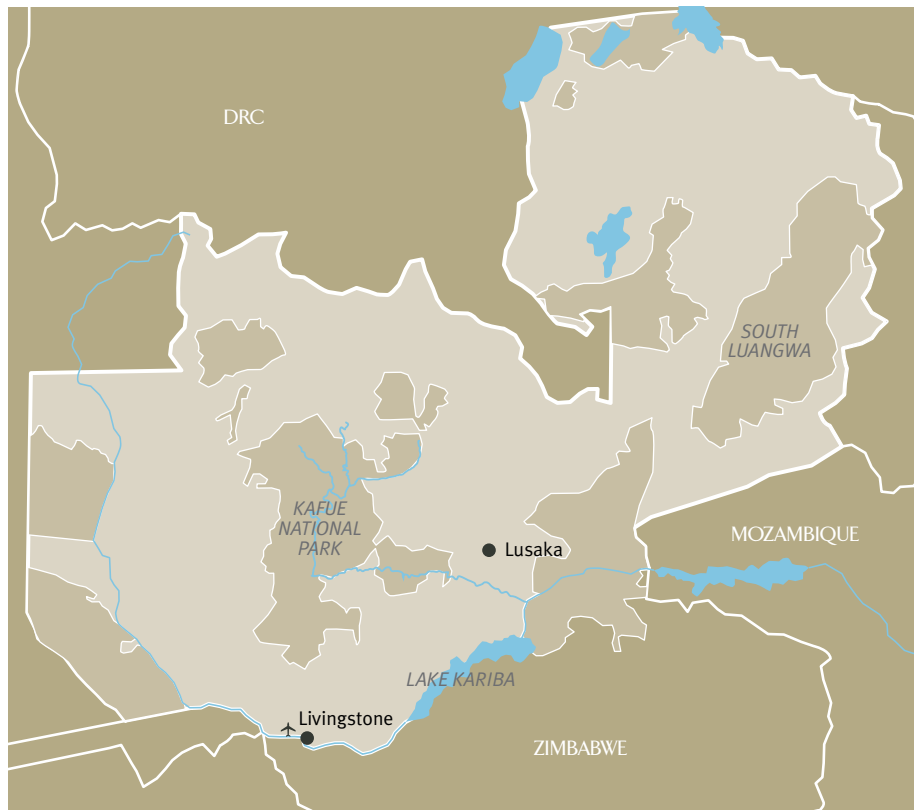 DRC
SOUTH
LUANGWA
KAFUE
NATIONAL
PARK
MOZAMBIQUE
Lusaka
LAKE KARIBA
Livingstone
ZIMBABWE